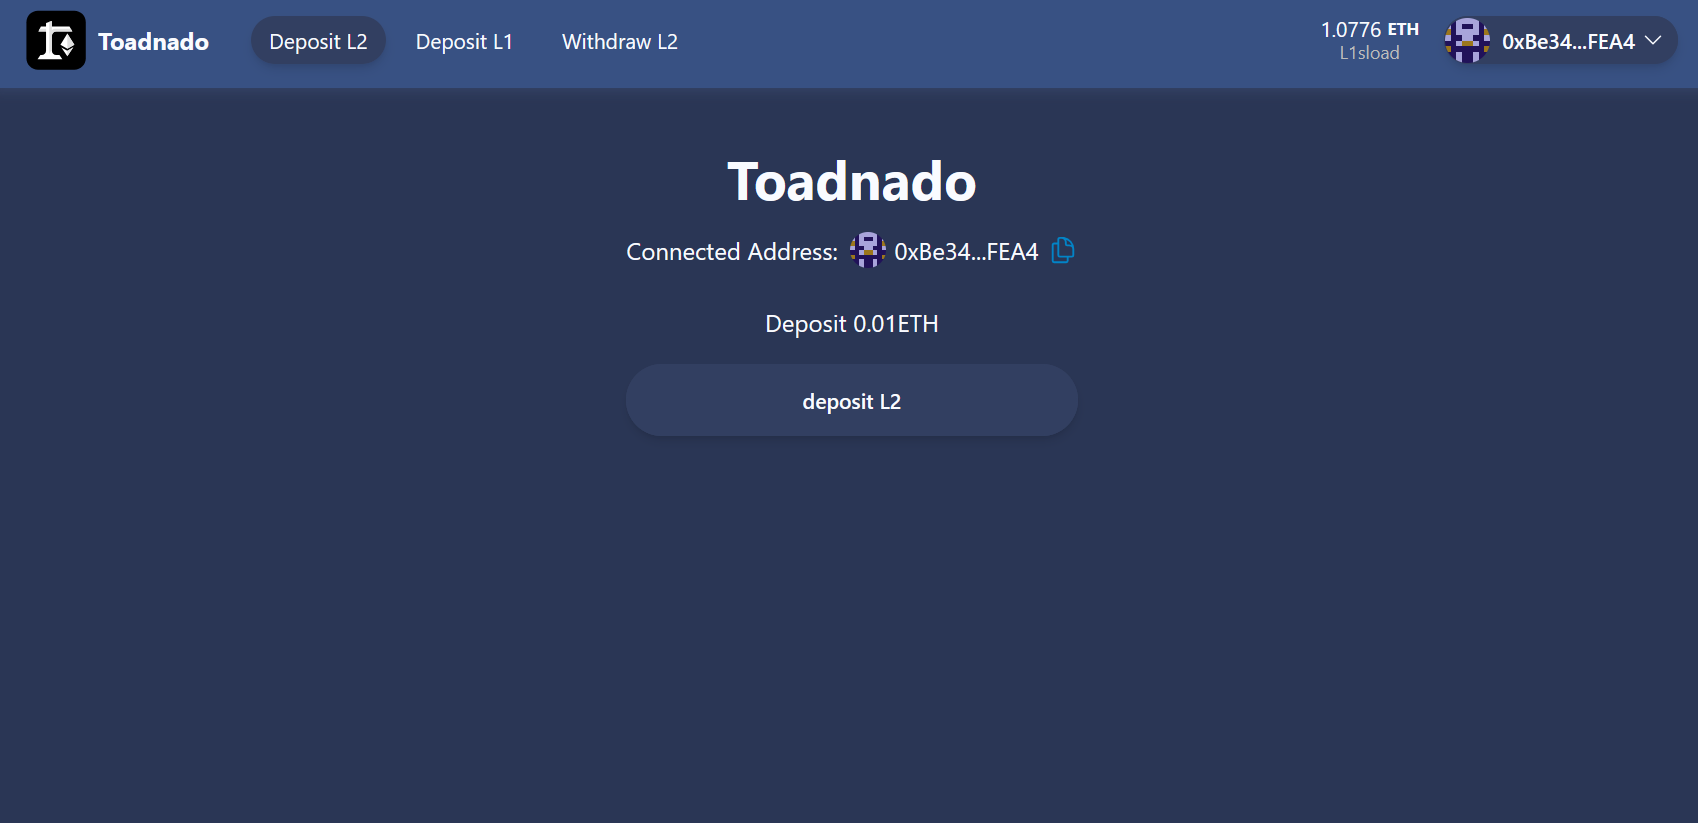 Toadnado
Deposit L2
Deposit L1
Withdraw L2
1.0776 ETH
L1sload
0xBe34...FEA4
Toadnado
Connected Address: 0xBe34...FEA4
Deposit 0.01ETH
deposit L2